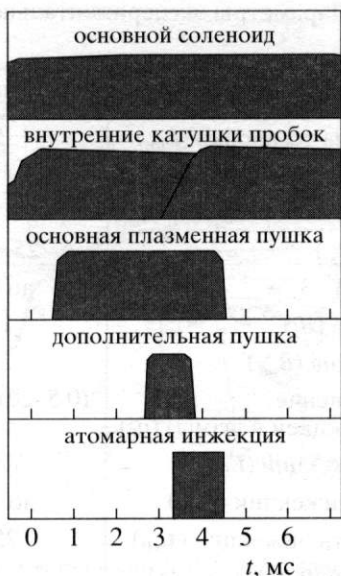 основной соленоид
внутренние катушки пробок
основная плазменная пушка
дополнительная пушка
атомарная инжекция
0 1 2 3 4 5 6
t, мс